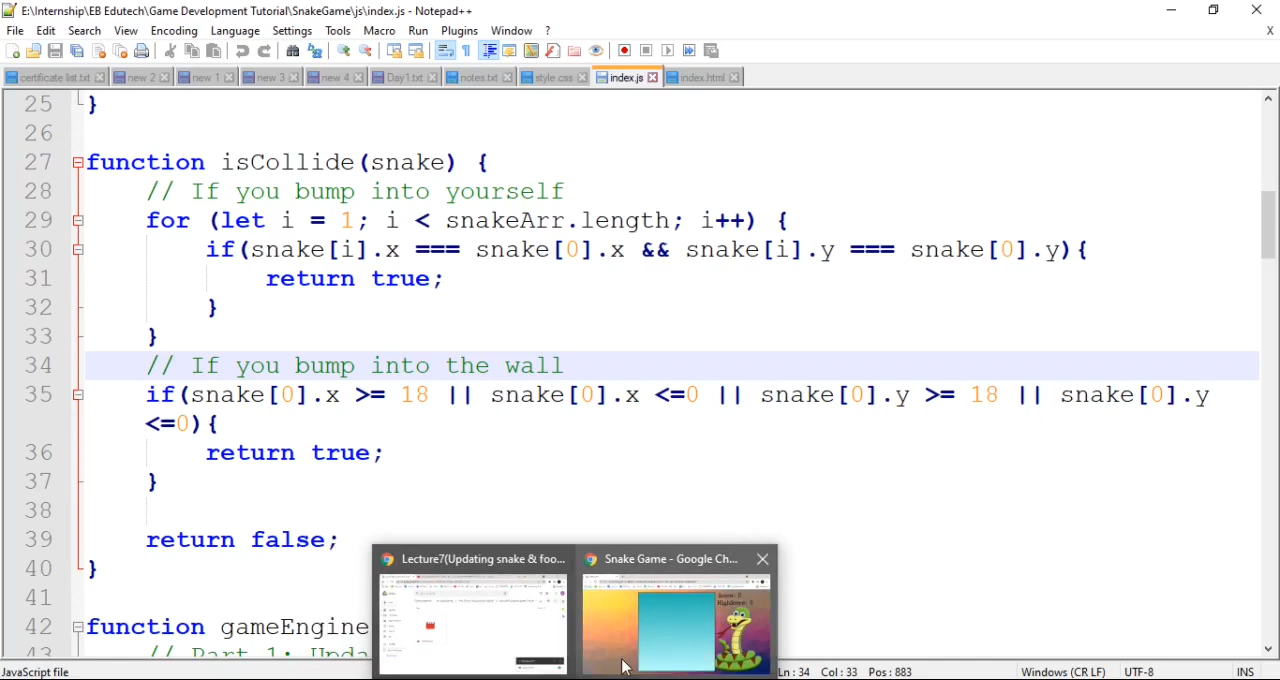 E:\Internship\EB Edutech\Game Development Tutorial\SnakeGame\js\index.js - Notepad++
File Edit Search View Encoding Language Settings Tools Macro Run Plugins Window ? X
certificate list.txt new 2 new 1 new 3 new 4 Day1.txt notes.txt style.css index.js index.html
25 }
26
27 function isCollide(snake) {
28 // If you bump into yourself
29 for (let i = 1; i < snakeArr.length; i++) {
30 if(snake[i].x === snake[0].x && snake[i].y === snake[0].y){
31 return true;
32 }
33 }
34 // If you bump into the wall
35 if(snake[0].x >= 18 || snake[0].x <=0 || snake[0].y >= 18 || snake[0].y
<=0){
36 return true;
37 }
38
39 return false;
40 }
41
42 function gameEngine
43 // Part 1: Upda
Lecture7(Updating snake & foo... Snake Game - Google Ch...
JavaScript file Ln : 34 Col : 33 Pos : 883 Windows (CR LF) UTF-8 INS